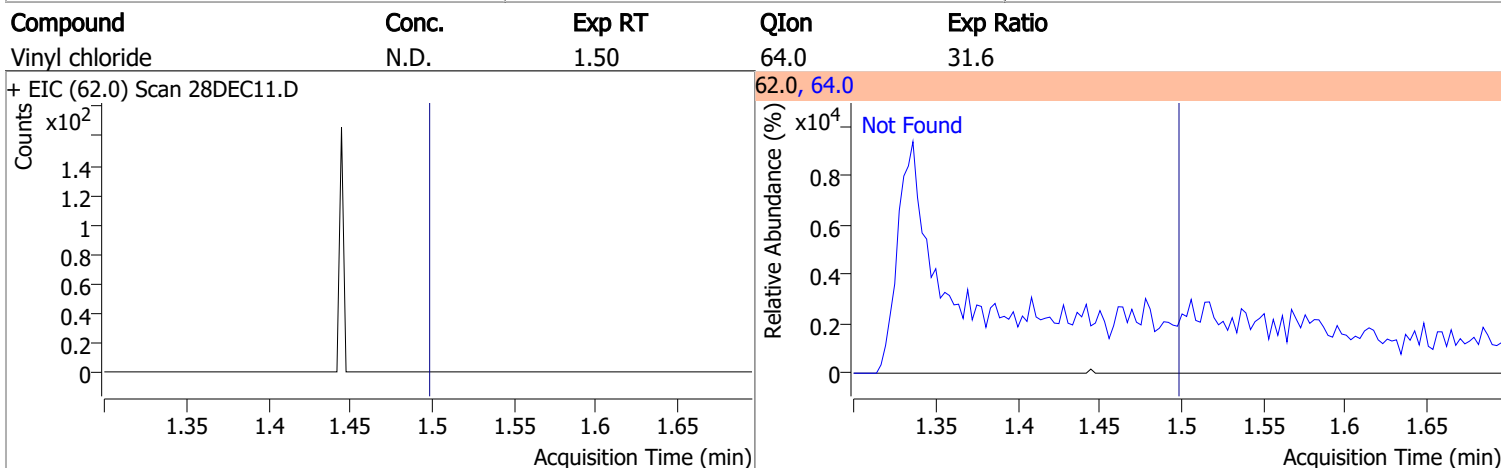 Compound Conc. Exp RT QIon Exp Ratio
Vinyl chloride N.D. 1.50 64.0 31.6
+ EIC (62.0) Scan 28DEC11.D
Counts
x10²
1.4
1.2
1
0.8
0.6
0.4
0.2
0
1.35 1.4 1.45 1.5 1.55 1.6 1.65
Acquisition Time (min)
62.0, 64.0
Relative Abundance (%)
x10⁴
Not Found
0.8
0.6
0.4
0.2
0
1.35 1.4 1.45 1.5 1.55 1.6 1.65
Acquisition Time (min)